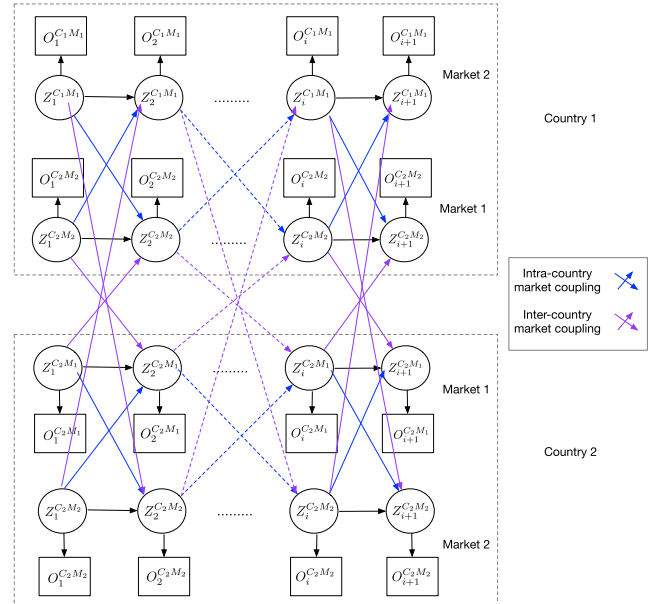 $O_1^{C_1M_1}$ $O_2^{C_1M_1}$ $O_i^{C_1M_1}$ $O_{i+1}^{C_1M_1}$
Market 2
$Z_1^{C_1M_1}$ $Z_2^{C_1M_1}$ ........ $Z_i^{C_1M_1}$ $Z_{i+1}^{C_1M_1}$
Country 1
$O_1^{C_2M_2}$ $O_2^{C_2M_2}$ $O_i^{C_2M_2}$ $O_{i+1}^{C_2M_2}$
Market 1
$Z_1^{C_2M_2}$ $Z_2^{C_2M_2}$ ........ $Z_i^{C_2M_2}$ $Z_{i+1}^{C_2M_2}$
Intra-country
market coupling
Inter-country
market coupling
$Z_1^{C_2M_1}$ $Z_2^{C_2M_1}$ ........ $Z_i^{C_2M_1}$ $Z_{i+1}^{C_2M_1}$
Market 1
$O_1^{C_2M_1}$ $O_2^{C_2M_1}$ $O_i^{C_2M_1}$ $O_{i+1}^{C_2M_1}$
Country 2
$Z_1^{C_2M_2}$ $Z_2^{C_2M_2}$ ........ $Z_i^{C_2M_2}$ $Z_{i+1}^{C_2M_2}$
Market 2
$O_1^{C_2M_2}$ $O_2^{C_2M_2}$ $O_i^{C_2M_2}$ $O_{i+1}^{C_2M_2}$